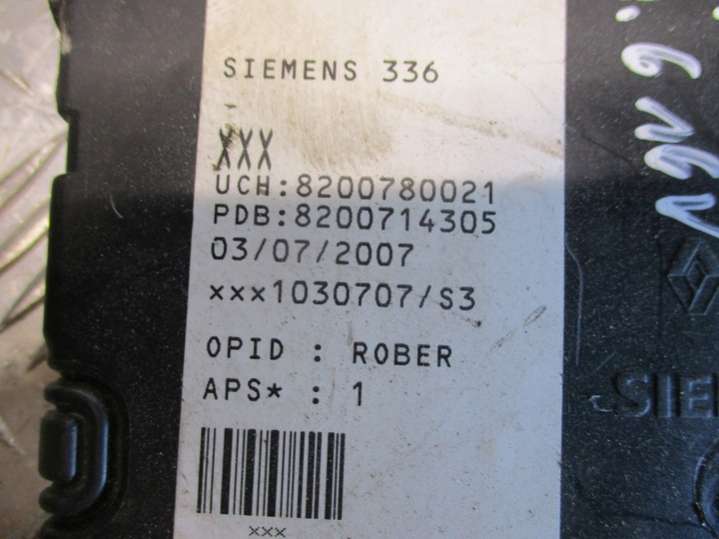 SIEMENS 336
-
XXX
UCH:8200780021
PDB:8200714305
03/07/2007
xxx1030707/S3
OPID : ROBER
APS* : 1
xxx
SIE